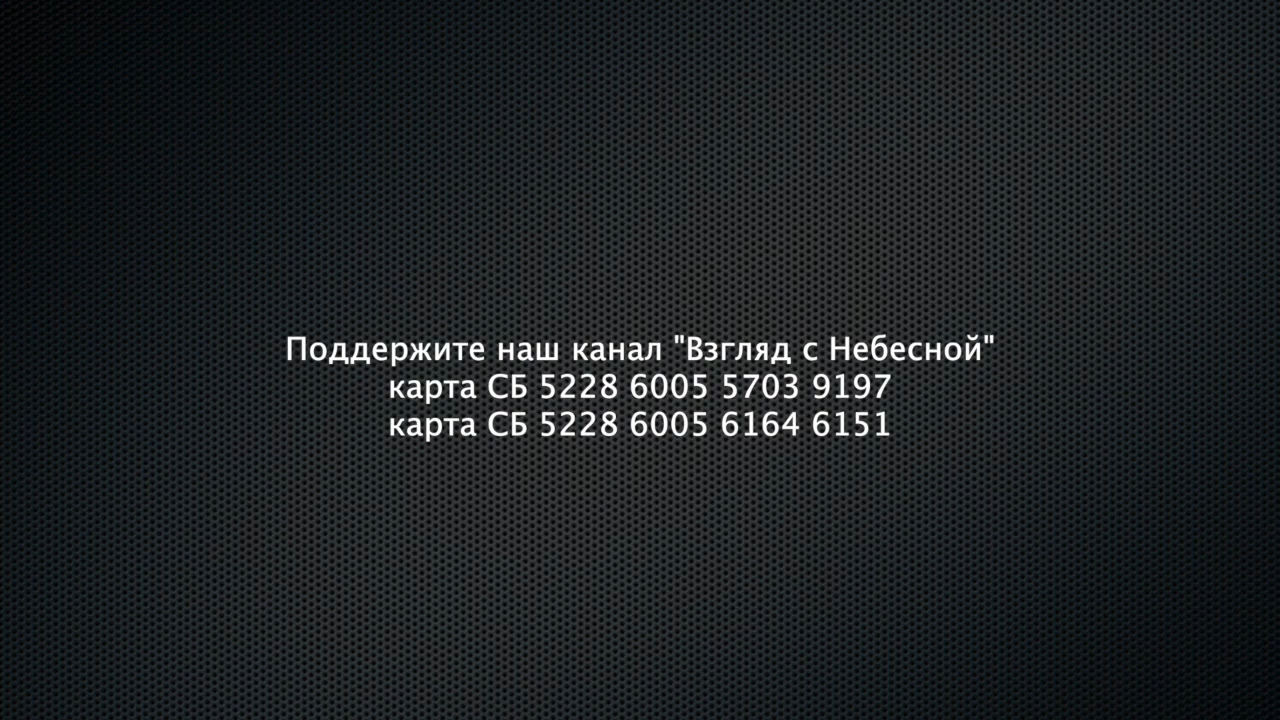 Поддержите наш канал "Взгляд с Небесной"
карта СБ 5228 6005 5703 9197
карта СБ 5228 6005 6164 6151